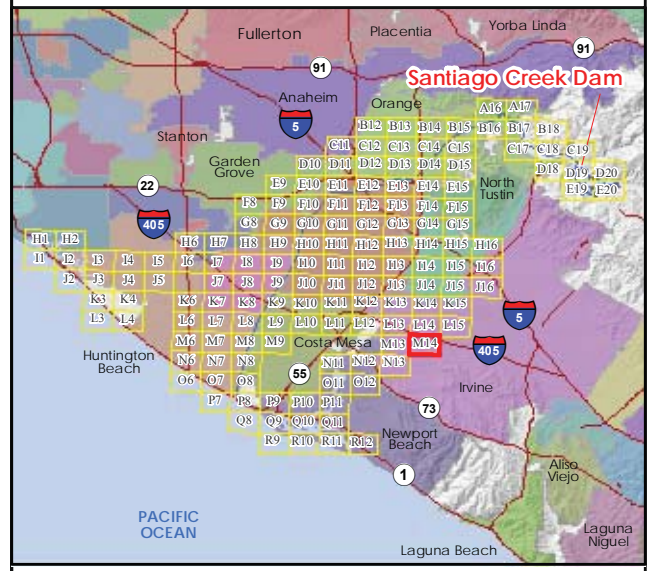 Yorba Linda
Fullerton
Placentia
91
91
Santiago Creek Dam
Anaheim
Orange
A16 A17
5
B12 B13 B14 B15 B16 B17 B18
Stanton
C11 C12 C13 C14 C15 C17 C18 C19
Garden
Grove
D10 D11 D12 D13 D14 D15 D18 D19 D20
22
E9 E10 E11 E12 E13 E14 E15 E19 E20
North
Tustin
F8 F9 F10 F11 F12 F13 F14 F15
405
G8 G9 G10 G11 G12 G13 G14 G15
H1 H2 H6 H7 H8 H9 H10 H11 H12 H13 H14 H15 H16
I1 I2 I3 I4 I5 I6 I7 I8 I9 I10 I11 I12 I13 I14 I15 I16
J2 J3 J4 J5 J7 J8 J9 J10 J11 J12 J13 J14 J15 J16
K3 K4 K6 K7 K8 K9 K10 K11 K12 K13 K14 K15
5
L3 L4 L6 L7 L8 L9 L10 L11 L12 L13 L14 L15
M6 M7 M8 M9 Costa Mesa M13 M14
405
Huntington
Beach
N6 N7 N8 N11 N12 N13
55
O6 O7 O8 O11 O12
Irvine
P7 P8 P9 P10 P11
73
Q8 Q9 Q10 Q11
Newport
Beach
R9 R10 R11 R12
1
Aliso
Viejo
PACIFIC
OCEAN
Laguna
Niguel
Laguna Beach